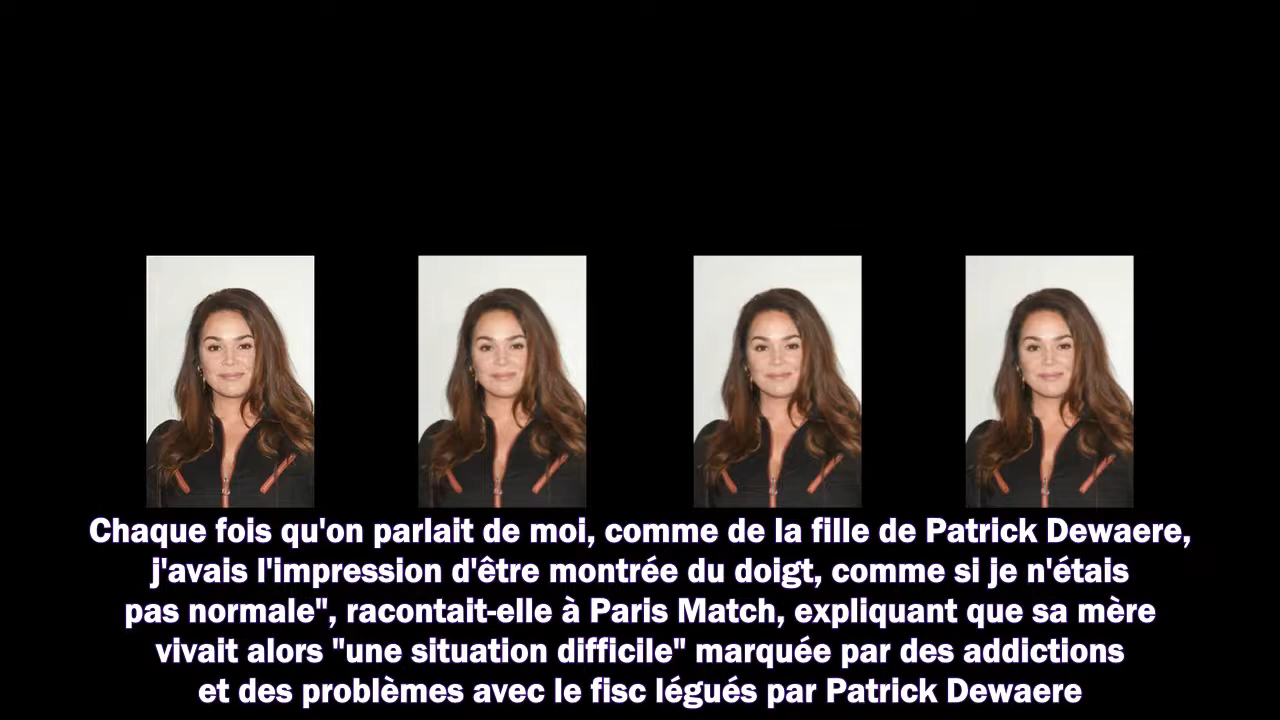 Chaque fois qu'on parlait de moi, comme de la fille de Patrick Dewaere,
j'avais l'impression d'être montrée du doigt, comme si je n'étais
pas normale", racontait-elle à Paris Match, expliquant que sa mère
vivait alors "une situation difficile" marquée par des addictions
et des problèmes avec le fisc légués par Patrick Dewaere